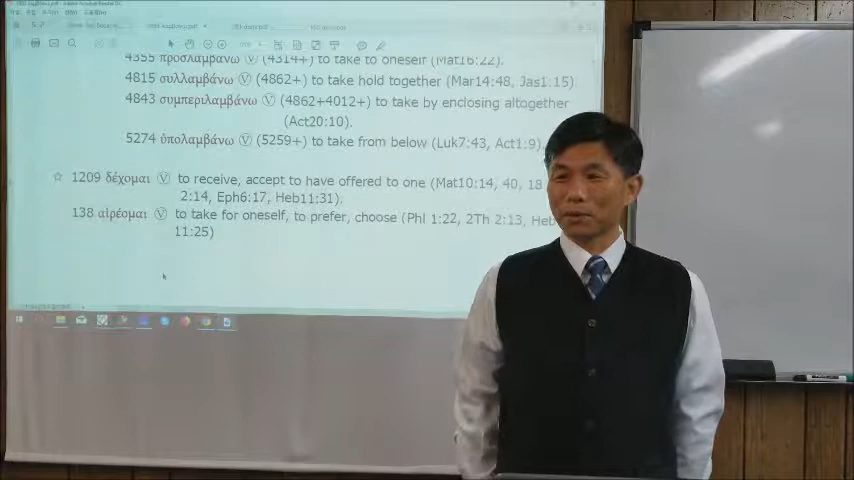 4355 προσλαμβανω Ⓥ (4314+) to take to oneself (Mat16:22).
4815 συλλαμβάνω Ⓥ (4862+) to take hold together (Mar14:48, Jas1:15).
4843 συμπεριλαμβάνω Ⓥ (4862+4012+) to take by enclosing altogether
(Act20:10).
5274 ὑπολαμβάνω Ⓥ (5259+) to take from below (Luk7:43, Act1:9).
☆ 1209 δέχομαι Ⓥ to receive, accept to have offered to one (Mat10:14, 40, 18
2:14, Eph6:17, Heb11:31).
138 αἱρέομαι Ⓥ to take for oneself, to prefer, choose (Phl 1:22, 2Th 2:13, Heb
11:25)